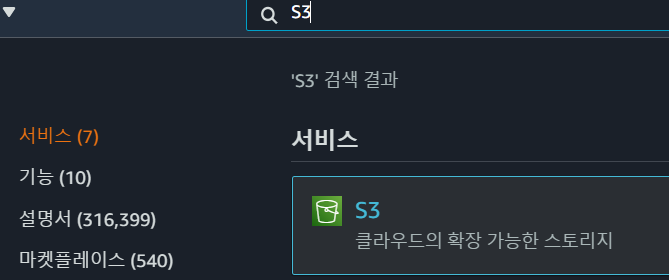 S3
'S3' 검색 결과
서비스 (7)
서비스
기능 (10)
설명서 (316,399)
마켓플레이스 (540)
S3
클라우드의 확장 가능한 스토리지